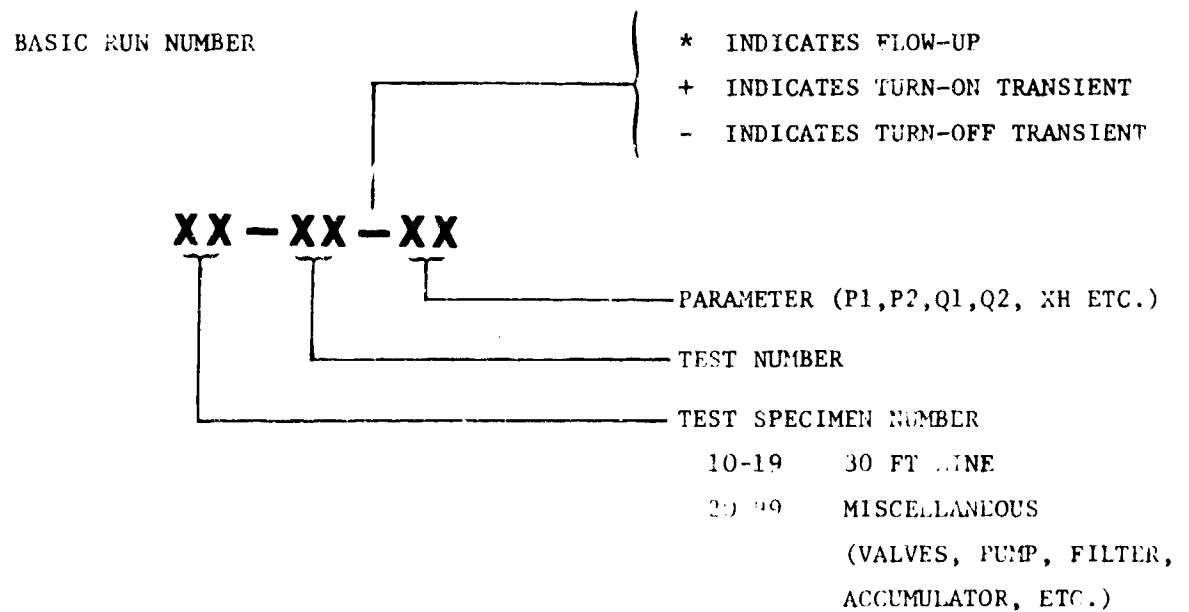 BASIC RUN NUMBER
* INDICATES FLOW-UP
+ INDICATES TURN-ON TRANSIENT
- INDICATES TURN-OFF TRANSIENT
XX-XX-XX
PARAMETER (P1,P2,Q1,Q2, XH ETC.)
TEST NUMBER
TEST SPECIMEN NUMBER
10-19 30 FT LINE
MISCELLANEOUS
(VALVES, PUMP, FILTER,
ACCUMULATOR, ETC.)